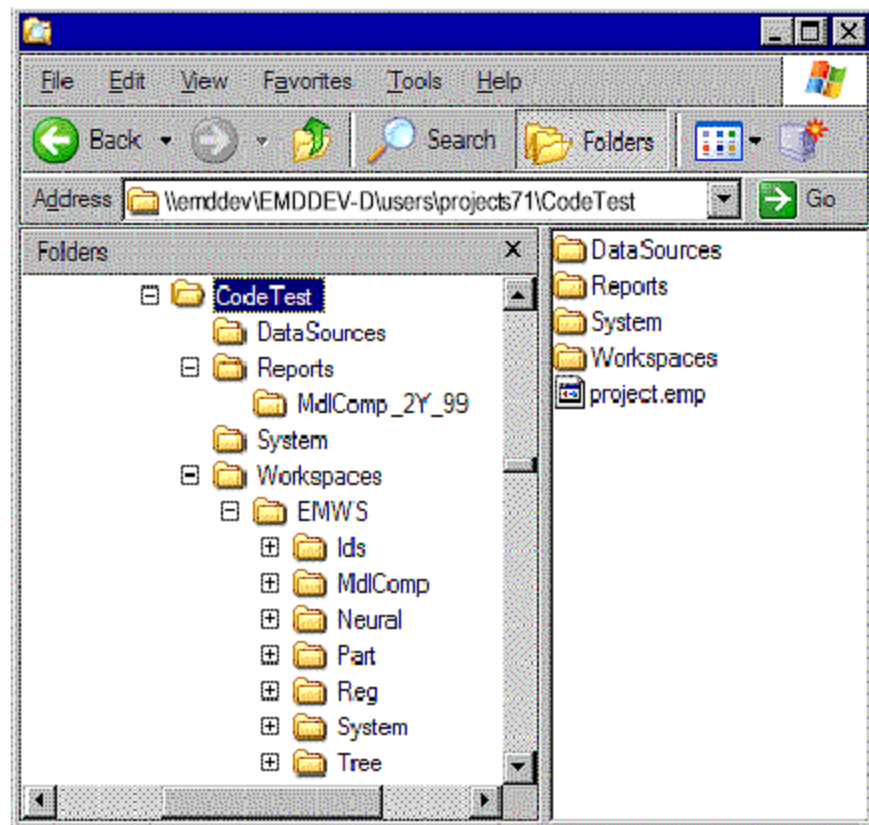 File Edit View Favorites Tools Help
Back Search Folders
Address \\emddev\EMDDEV-D\users\projects71\CodeTest Go
Folders
CodeTest
DataSources
Reports
MdlComp_2Y_99
System
Workspaces
EMWS
Ids
MdlComp
Neural
Part
Reg
System
Tree
DataSources
Reports
System
Workspaces
project.emp